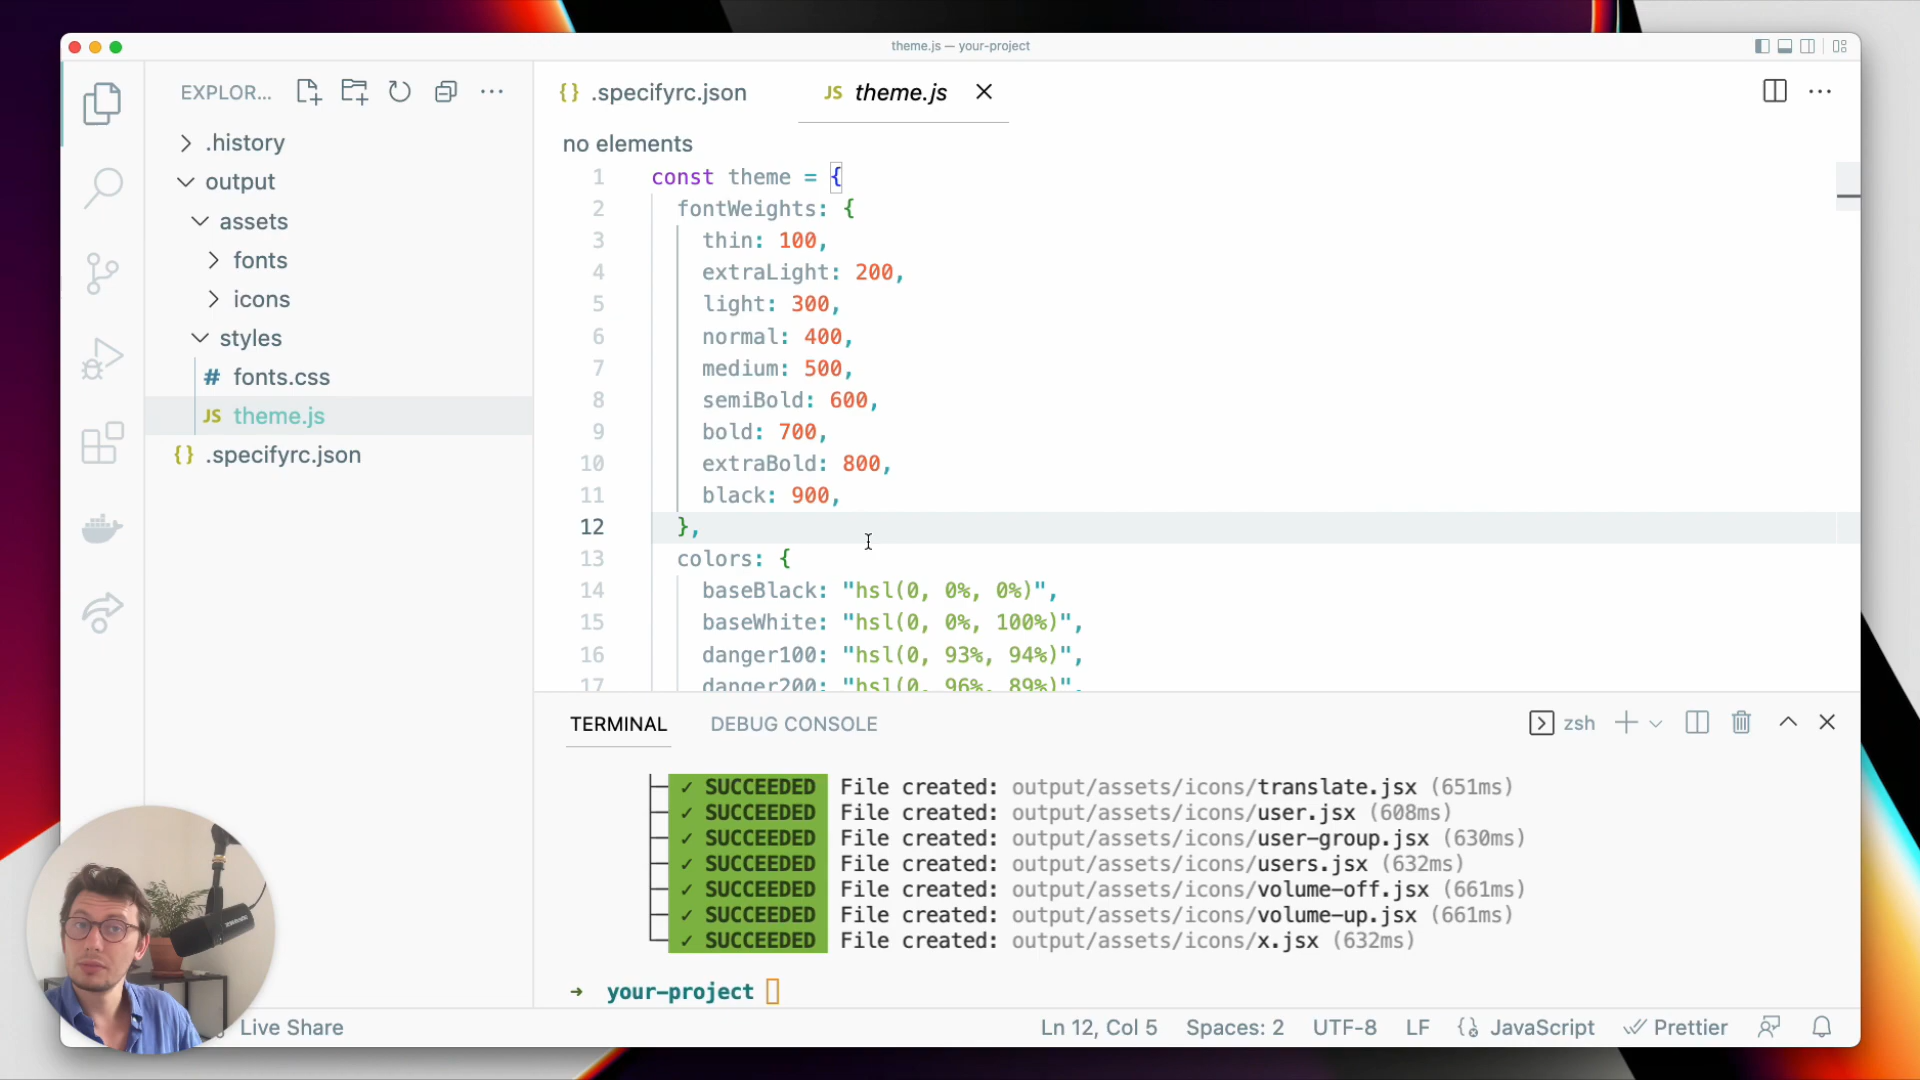 theme.js — your-project
EXPLOR...
{} .specifyrc.json
JS theme.js
.history
output
assets
fonts
icons
styles
# fonts.css
JS theme.js
{} .specifyrc.json
no elements
1 const theme = {
2 fontWeights: {
3 thin: 100,
4 extraLight: 200,
5 light: 300,
6 normal: 400,
7 medium: 500,
8 semiBold: 600,
9 bold: 700,
10 extraBold: 800,
11 black: 900,
12 },
13 colors: {
14 baseBlack: "hsl(0, 0%, 0%)",
15 baseWhite: "hsl(0, 0%, 100%)",
16 danger100: "hsl(0, 93%, 94%)",
17 danger200: "hsl(0, 96%, 89%)",
TERMINAL DEBUG CONSOLE
zsh
✓ SUCCEEDED File created: output/assets/icons/translate.jsx (651ms)
✓ SUCCEEDED File created: output/assets/icons/user.jsx (608ms)
✓ SUCCEEDED File created: output/assets/icons/user-group.jsx (630ms)
✓ SUCCEEDED File created: output/assets/icons/users.jsx (632ms)
✓ SUCCEEDED File created: output/assets/icons/volume-off.jsx (661ms)
✓ SUCCEEDED File created: output/assets/icons/volume-up.jsx (661ms)
✓ SUCCEEDED File created: output/assets/icons/x.jsx (632ms)
→ your-project
Live Share
Ln 12, Col 5 Spaces: 2 UTF-8 LF JavaScript Prettier